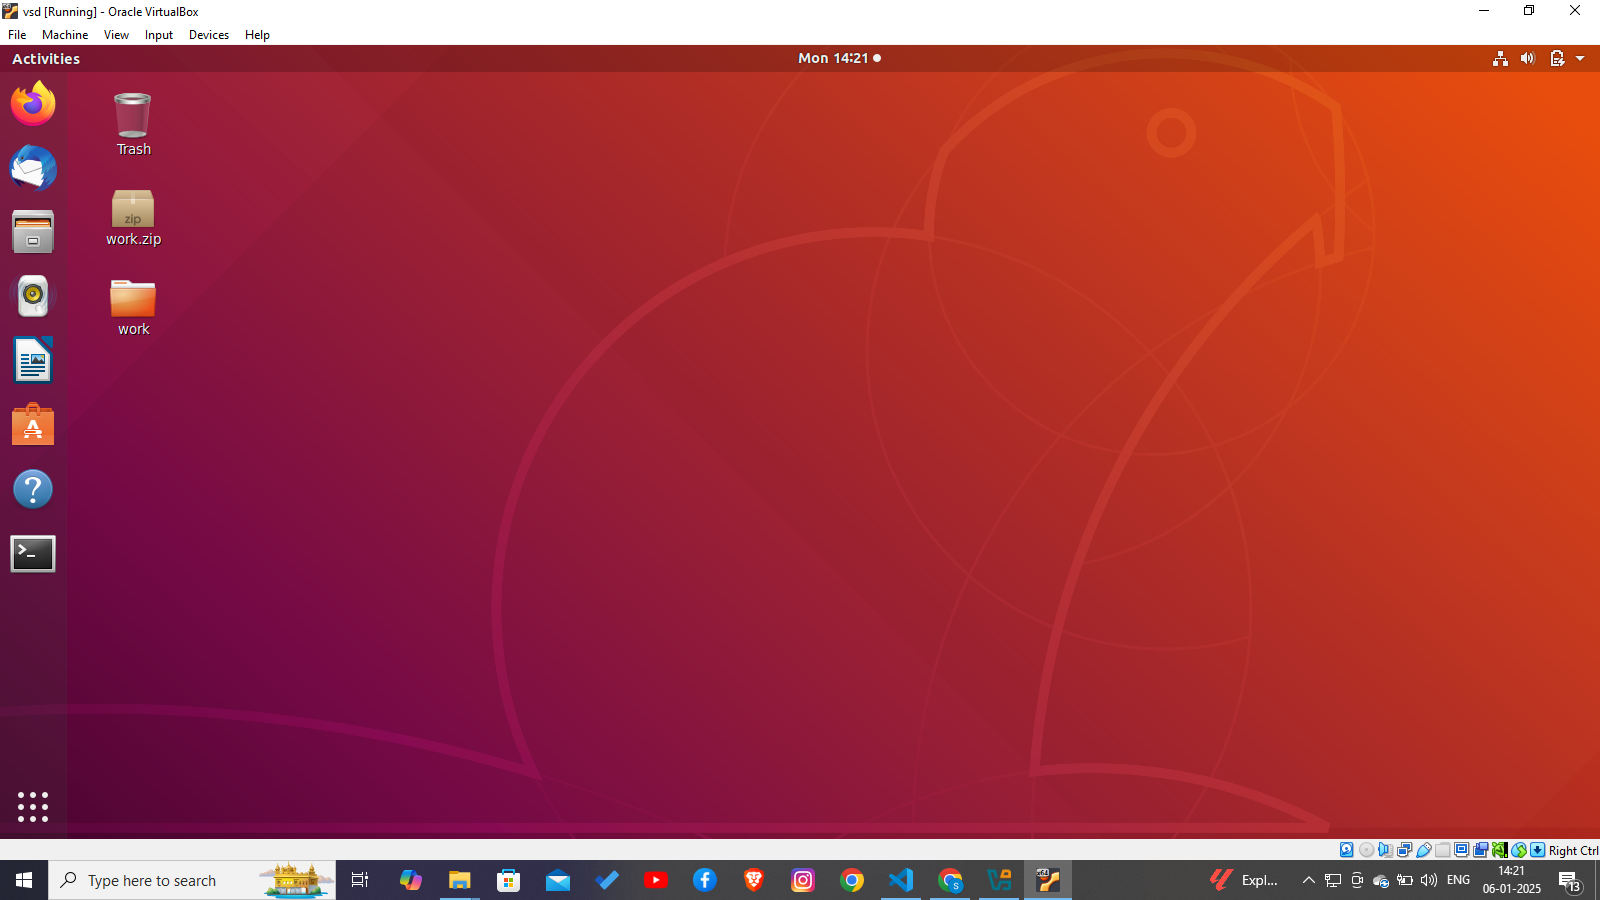 vsd [Running] - Oracle VirtualBox
File Machine View Input Devices Help
Activities
Mon 14:21
Trash
zip
work.zip
work
Right Ctrl
Type here to search
Expl...
ENG
14:21
06-01-2025
13